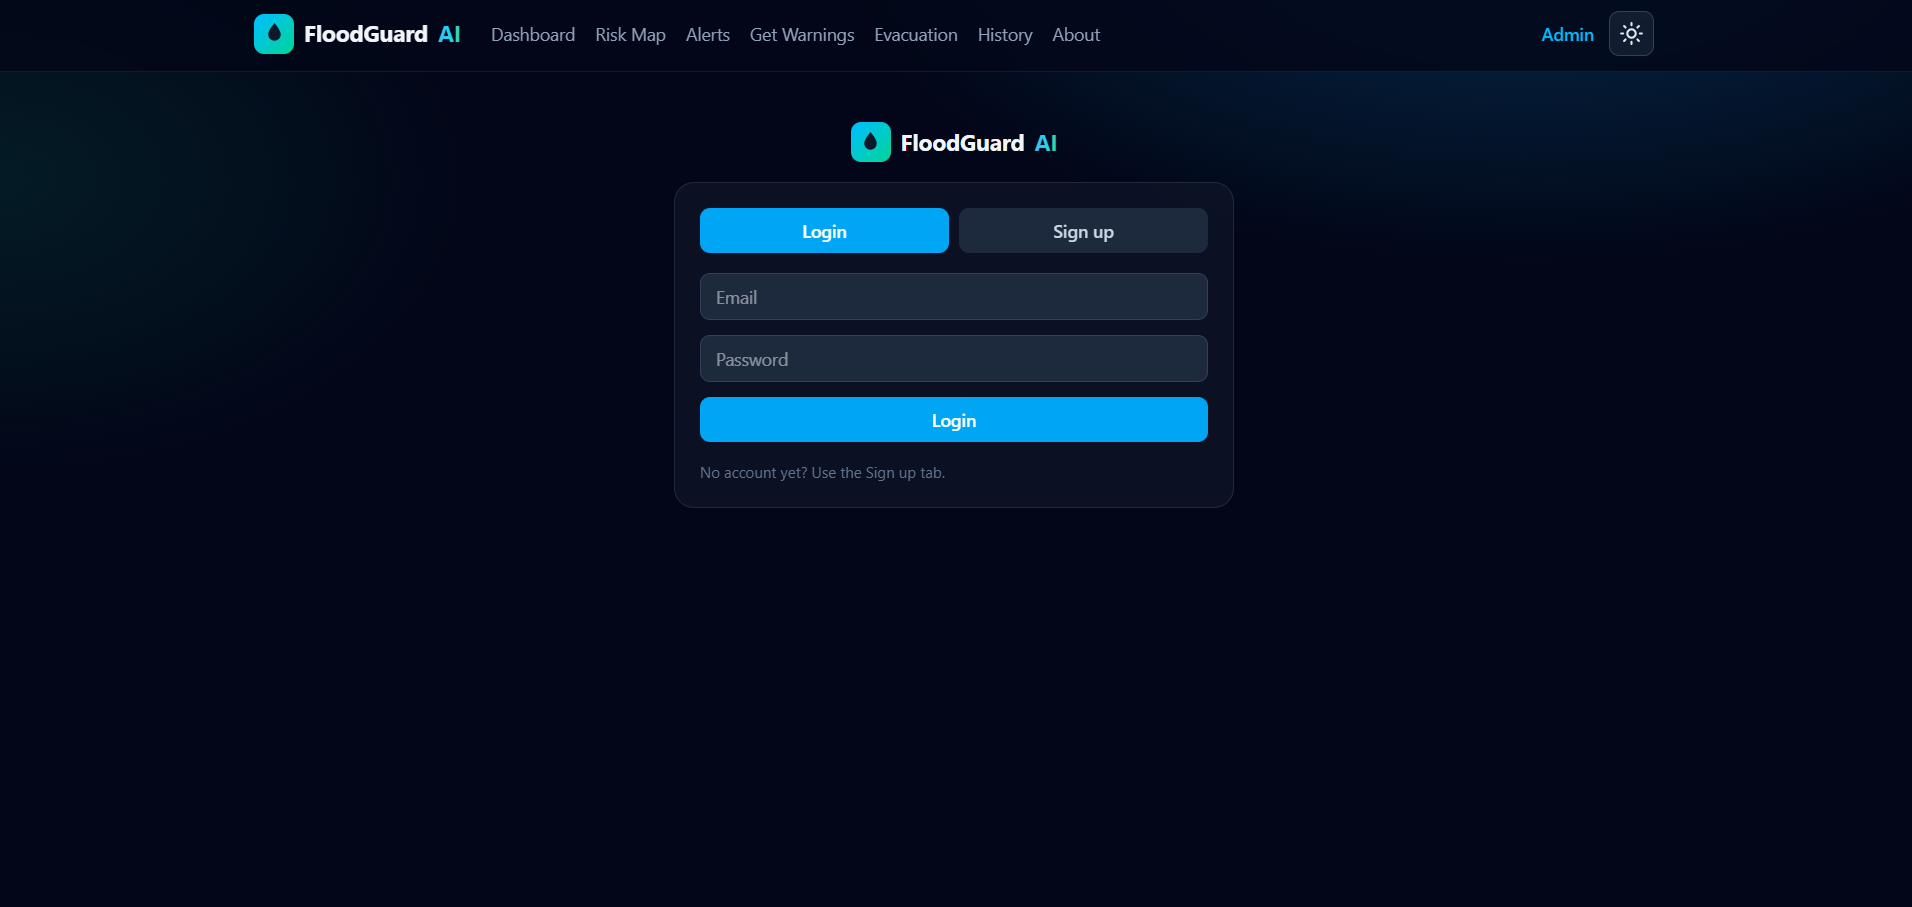 FloodGuard AI Dashboard Risk Map Alerts Get Warnings Evacuation History About Admin
FloodGuard AI
Login Sign up
Email
Password
Login
No account yet? Use the Sign up tab.